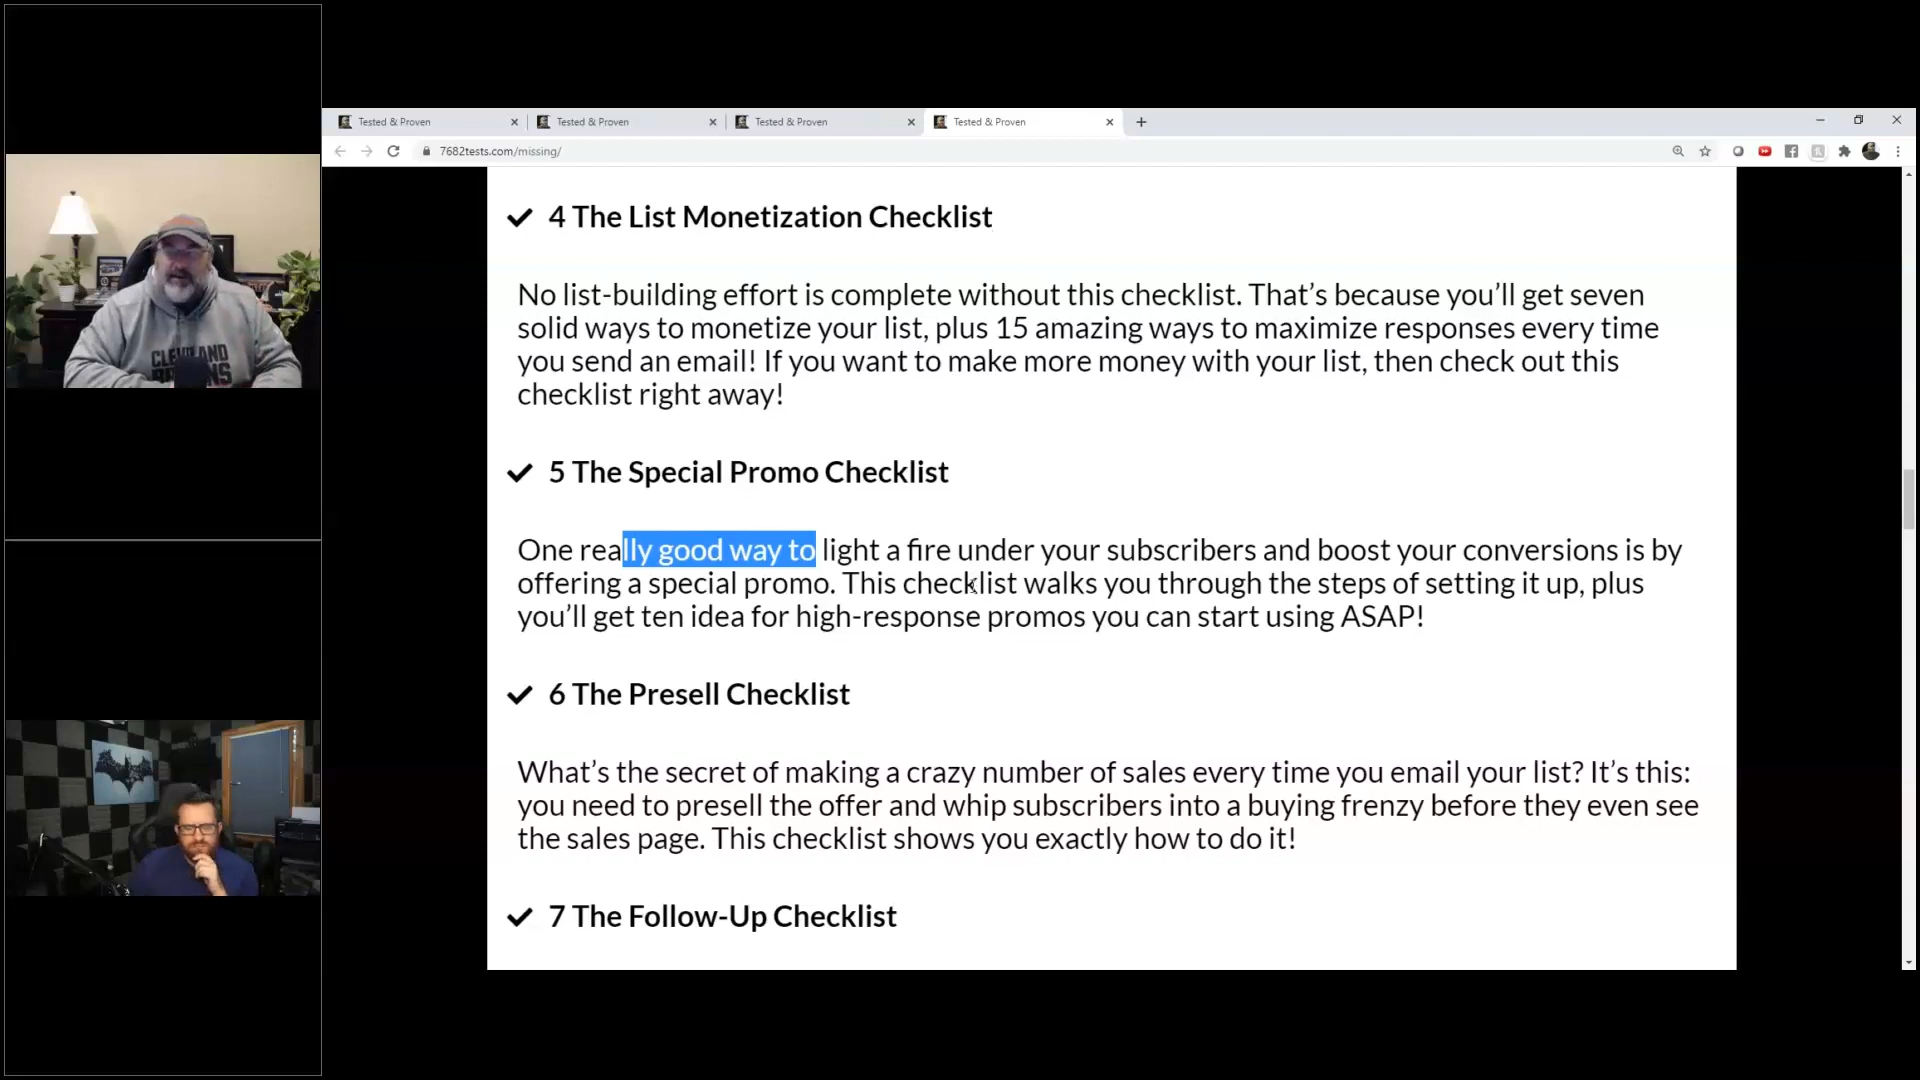 Tested & Proven
Tested & Proven
Tested & Proven
Tested & Proven
7682tests.com/missing/
4 The List Monetization Checklist
No list-building effort is complete without this checklist. That’s because you’ll get seven
solid ways to monetize your list, plus 15 amazing ways to maximize responses every time
you send an email! If you want to make more money with your list, then check out this
checklist right away!
5 The Special Promo Checklist
One really good way to light a fire under your subscribers and boost your conversions is by
offering a special promo. This checklist walks you through the steps of setting it up, plus
you’ll get ten idea for high-response promos you can start using ASAP!
6 The Presell Checklist
What’s the secret of making a crazy number of sales every time you email your list? It’s this:
you need to presell the offer and whip subscribers into a buying frenzy before they even see
the sales page. This checklist shows you exactly how to do it!
7 The Follow-Up Checklist